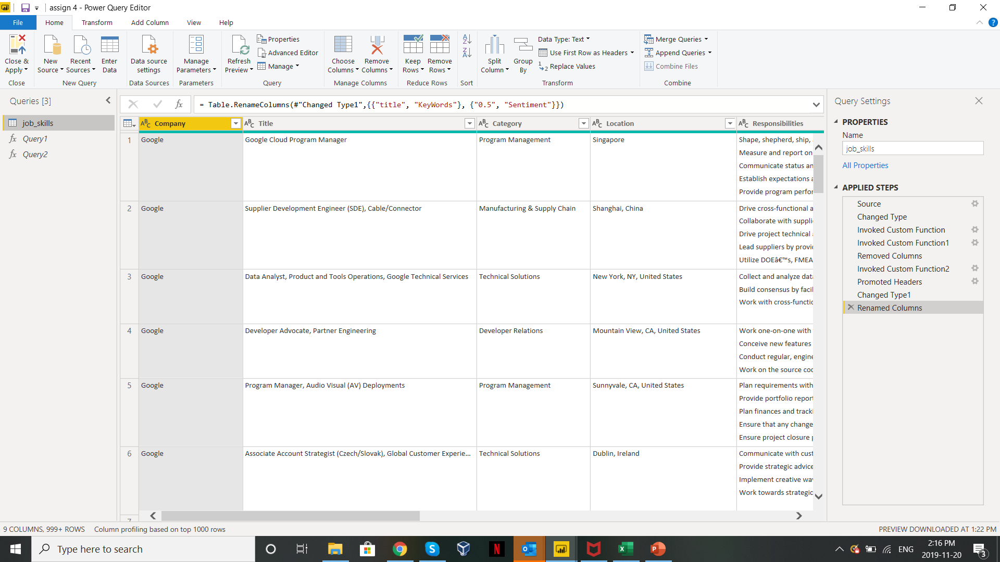 assign 4 - Power Query Editor
File Home Transform Add Column View Help
Close & Apply
Close
New Source
Recent Sources
Enter Data
New Query
Data source settings
Data Sources
Manage Parameters
Parameters
Refresh Preview
Properties
Advanced Editor
Manage
Query
Choose Columns
Remove Columns
Manage Columns
Keep Rows
Remove Rows
Reduce Rows
Sort
Split Column
Group By
Data Type: Text
Use First Row as Headers
Replace Values
Transform
Merge Queries
Append Queries
Combine Files
Combine
Queries [3]
job_skills
fx Query1
fx Query2
fx = Table.RenameColumns(#"Changed Type1",{{"title", "KeyWords"}, {"0.5", "Sentiment"}})
ABC Company ABC Title ABC Category ABC Location ABC Responsibilities
1 Google Google Cloud Program Manager Program Management Singapore Shape, shepherd, ship,
Measure and report on
Communicate status an
Establish expectations a
Provide program perfor
2 Google Supplier Development Engineer (SDE), Cable/Connector Manufacturing & Supply Chain Shanghai, China Drive cross-functional a
Collaborate with suppli
Drive project technical
Lead suppliers by provi
Utilize DOEâ€™s, FMEA
3 Google Data Analyst, Product and Tools Operations, Google Technical Services Technical Solutions New York, NY, United States Collect and analyze dat
Build consensus by facil
Work with cross-functio
4 Google Developer Advocate, Partner Engineering Developer Relations Mountain View, CA, United States Work one-on-one with
Conceive new features
Conduct regular, engine
Work on the source cod
5 Google Program Manager, Audio Visual (AV) Deployments Program Management Sunnyvale, CA, United States Plan requirements with
Provide portfolio report
Plan finances and tracki
Ensure that any change
Ensure project closure p
6 Google Associate Account Strategist (Czech/Slovak), Global Customer Experie... Technical Solutions Dublin, Ireland Communicate with cust
Provide strategic advice
Implement creative wa
Work towards strategic
7
Query Settings
PROPERTIES
Name
job_skills
All Properties
APPLIED STEPS
Source
Changed Type
Invoked Custom Function
Invoked Custom Function1
Removed Columns
Invoked Custom Function2
Promoted Headers
Changed Type1
Renamed Columns
9 COLUMNS, 999+ ROWS Column profiling based on top 1000 rows PREVIEW DOWNLOADED AT 1:22 PM
Type here to search
ENG
2:16 PM
2019-11-20
3